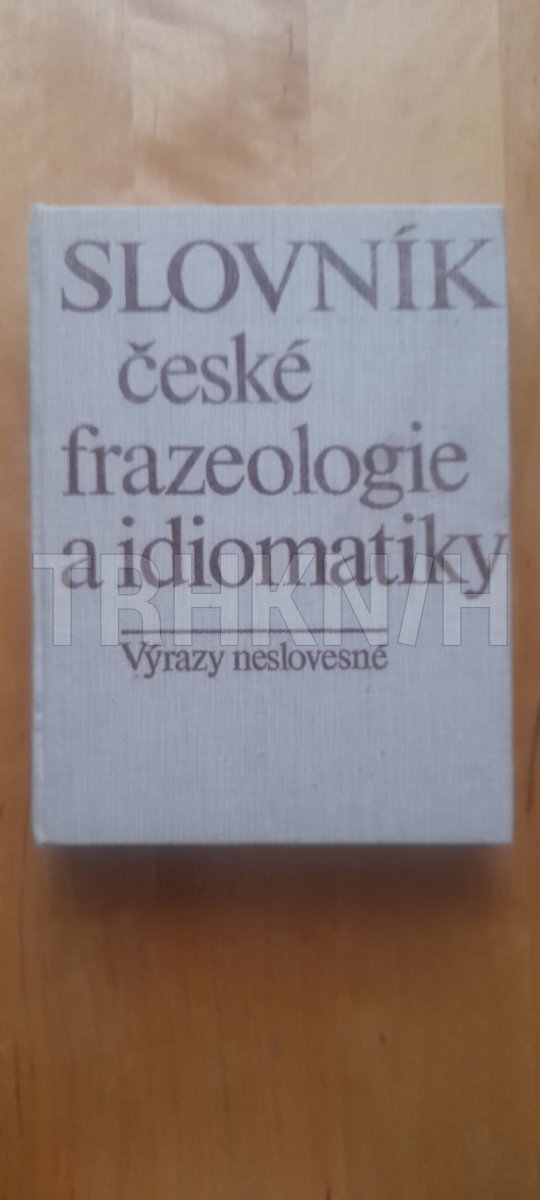 SLOVNÍK
české
frazeologie
a idiomatiky
TRHKNIH
Výrazy neslovesné